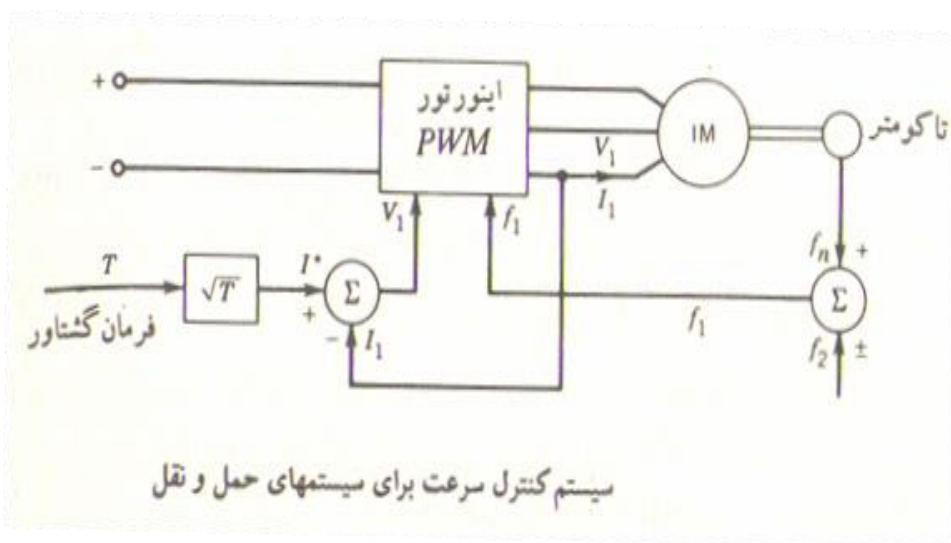 +
اینورتور
PWM
IM
تاکومتر
−
V₁
I₁
V₁
f₁
fₙ
+
T
√T
I*
+
Σ
Σ
فرمان گشتاور
−
I₁
f₁
f₂
±
سیستم کنترل سرعت برای سیستمهای حمل و نقل